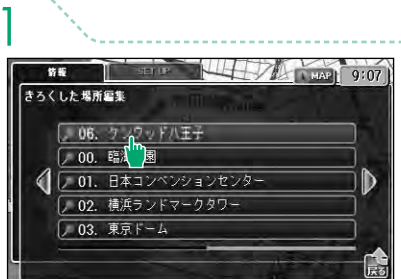 1
情報 SET UP MAP 9:07
きろくした場所編集
06. ケンウッド八王子
00. 臨海 園
01. 日本コンベンションセンター
02. 横浜ランドマークタワー
03. 東京ドーム
戻る